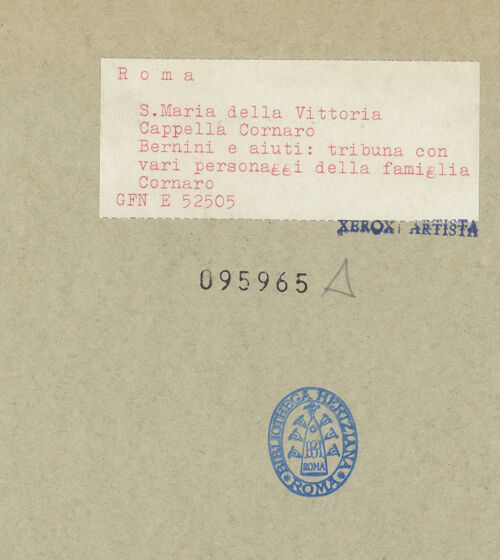 R o m a
S.Maria della Vittoria
Cappella Cornaro
Bernini e aiuti: tribuna con
vari personaggi della famiglia
Cornaro
GFN E 52505
XEROX, ARTISTA
095965
BIBLIOTHECA HERTZIANA
ROMA
ROMA